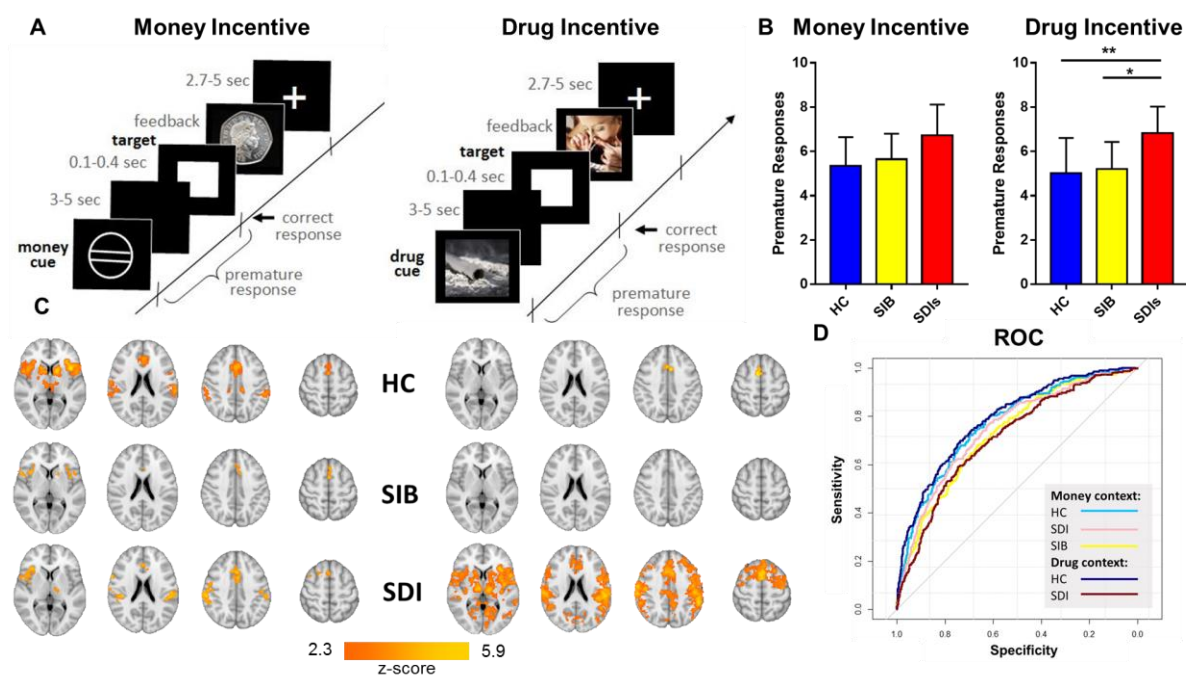 A
Money Incentive
2.7-5 sec
feedback
target
0.1-0.4 sec
3-5 sec
money
cue
correct
response
premature
response
Drug Incentive
2.7-5 sec
feedback
target
0.1-0.4 sec
3-5 sec
drug
cue
correct
response
premature
response
B
Money Incentive
Premature Responses
10
8
6
4
2
0
HC
SIB
SDIs
Drug Incentive
Premature Responses
10
8
6
4
2
0
**
*
HC
SIB
SDIs
C
HC
SIB
SDI
2.3
5.9
z-score
D
ROC
Sensitivity
1.0
0.8
0.6
0.4
0.2
0.0
1.0 0.8 0.6 0.4 0.2 0.0
Specificity
Money context:
HC
SDI
SIB
Drug context:
HC
SDI